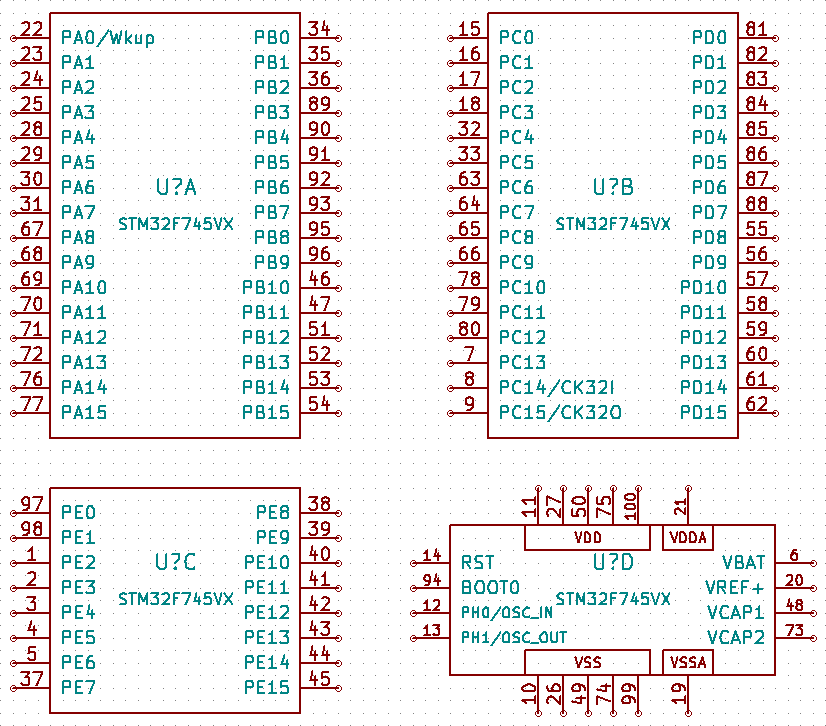 22 PA0/Wkup PB0 34
23 PA1 PB1 35
24 PA2 PB2 36
25 PA3 PB3 89
28 PA4 PB4 90
29 PA5 PB5 91
30 PA6 U?A PB6 92
31 PA7 STM32F745VX PB7 93
67 PA8 PB8 95
68 PA9 PB9 96
69 PA10 PB10 46
70 PA11 PB11 47
71 PA12 PB12 51
72 PA13 PB13 52
76 PA14 PB14 53
77 PA15 PB15 54
15 PC0 PD0 81
16 PC1 PD1 82
17 PC2 PD2 83
18 PC3 PD3 84
32 PC4 PD4 85
33 PC5 PD5 86
63 PC6 U?B PD6 87
64 PC7 STM32F745VX PD7 88
65 PC8 PD8 55
66 PC9 PD9 56
78 PC10 PD10 57
79 PC11 PD11 58
80 PC12 PD12 59
7 PC13 PD13 60
8 PC14/CK32I PD14 61
9 PC15/CK32O PD15 62
97 PE0 PE8 38
98 PE1 PE9 39
1 PE2 U?C PE10 40
2 PE3 STM32F745VX PE11 41
3 PE4 PE12 42
4 PE5 PE13 43
5 PE6 PE14 44
37 PE7 PE15 45
11 27 50 75 100 21
VDD VDDA
14 RST U?D VBAT 6
94 BOOT0 STM32F745VX VREF+ 20
12 PH0/OSC_IN VCAP1 48
13 PH1/OSC_OUT VCAP2 73
VSS VSSA
10 26 49 74 99 19